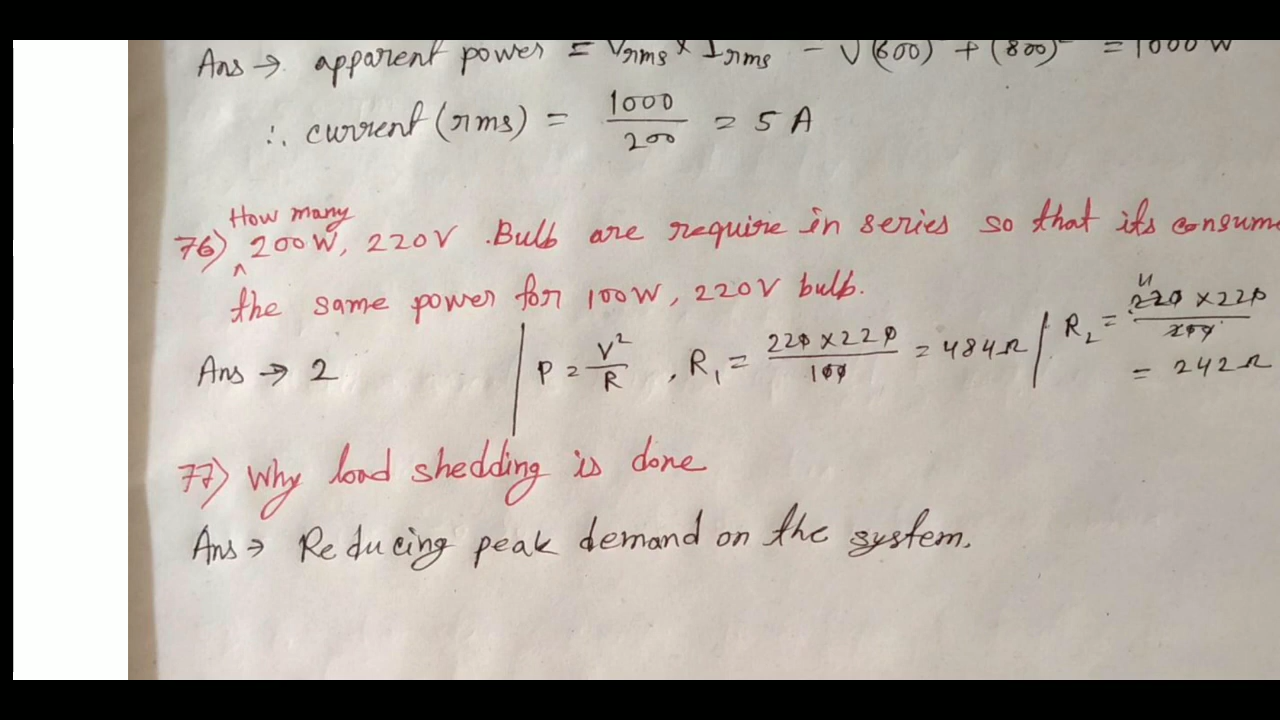 Ans → apparent power = Vrms × Irms = √(600)² + (800)² = 1000 W
∴ current (rms) = 1000/200 = 5 A
How many
76) ^ 200W, 220V . Bulb are require in series so that its consum
the same power for 100W, 220V bulb.
Ans → 2 | P = V²/R , R₁ = 220 × 220/100 = 484Ω | R₂ = 220 × 220/200
= 242Ω
77) Why load shedding is done
Ans → Reducing peak demand on the system.